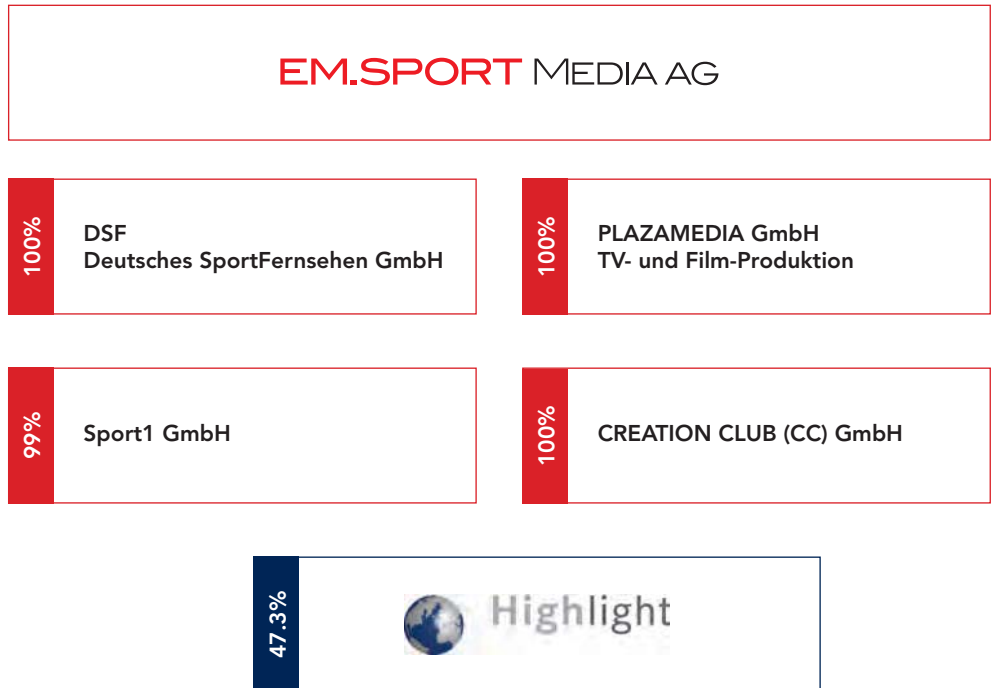 EM.SPORT MEDIA AG
100%
DSF
Deutsches SportFernsehen GmbH
100%
PLAZAMEDIA GmbH
TV- und Film-Produktion
99%
Sport1 GmbH
100%
CREATION CLUB (CC) GmbH
47.3%
Highlight